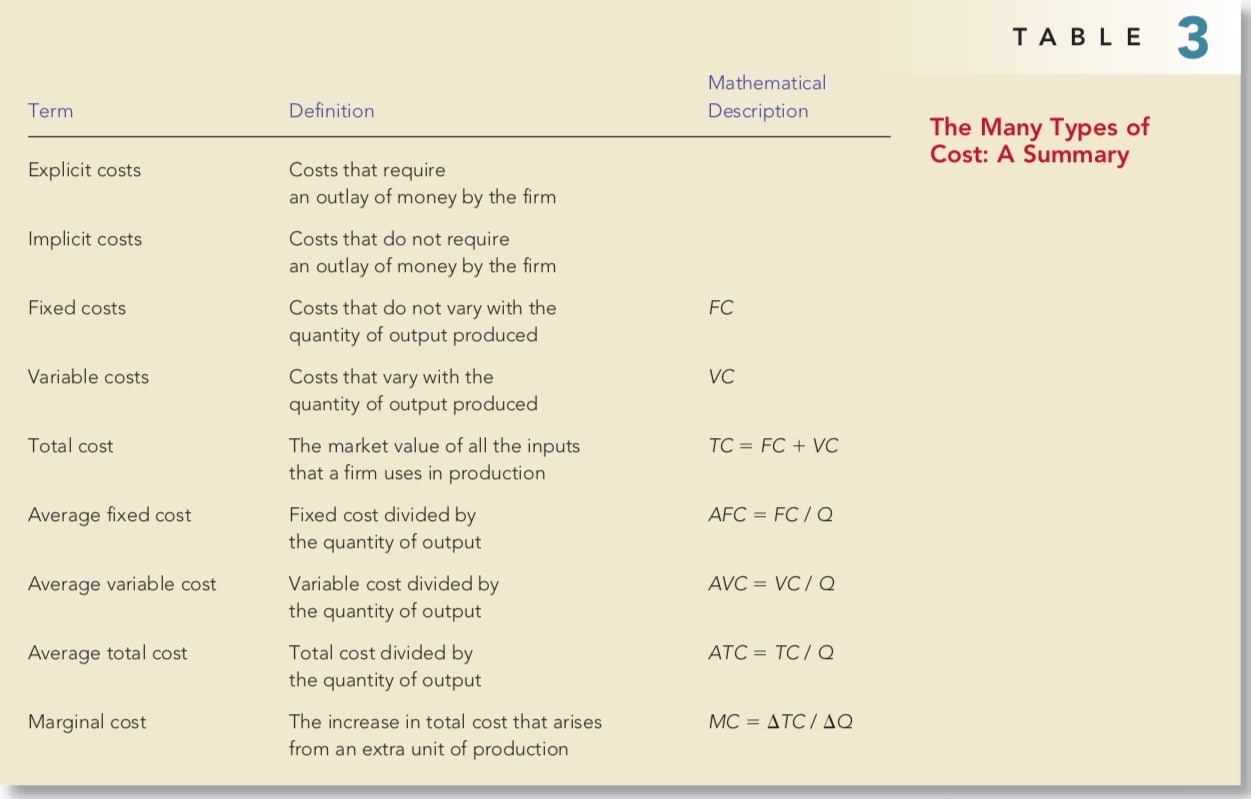 TABLE 3
The Many Types of
Cost: A Summary
Mathematical
Term Definition Description
Explicit costs Costs that require
an outlay of money by the firm
Implicit costs Costs that do not require
an outlay of money by the firm
Fixed costs Costs that do not vary with the FC
quantity of output produced
Variable costs Costs that vary with the VC
quantity of output produced
Total cost The market value of all the inputs TC = FC + VC
that a firm uses in production
Average fixed cost Fixed cost divided by AFC = FC / Q
the quantity of output
Average variable cost Variable cost divided by AVC = VC / Q
the quantity of output
Average total cost Total cost divided by ATC = TC / Q
the quantity of output
Marginal cost The increase in total cost that arises MC = ΔTC / ΔQ
from an extra unit of production